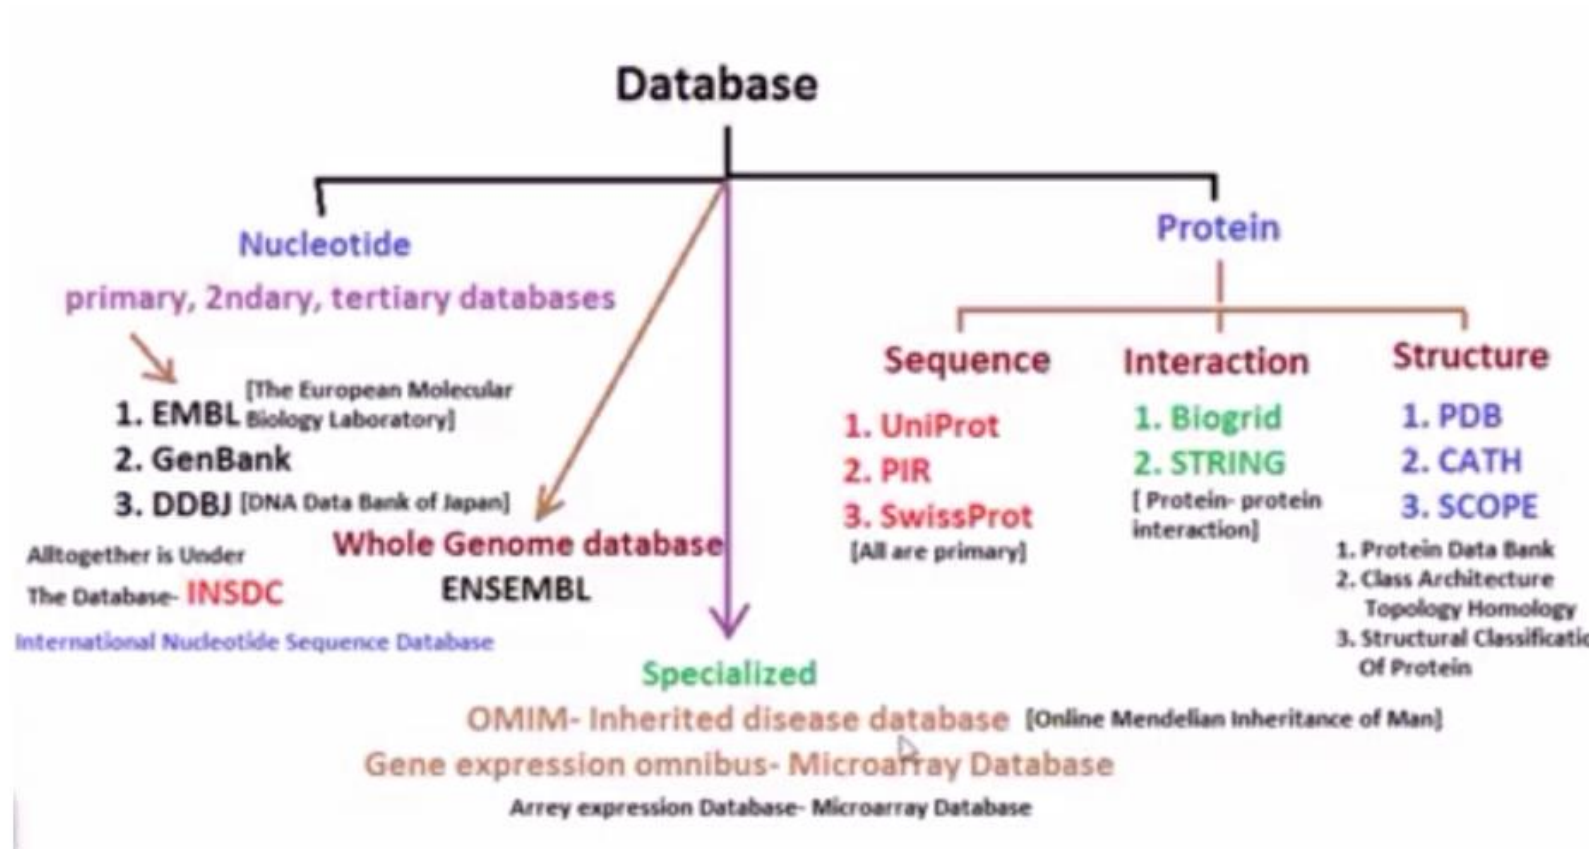 Database
Nucleotide
primary, 2ndary, tertiary databases
1. EMBL [The European Molecular
Biology Laboratory]
2. GenBank
3. DDBJ [DNA Data Bank of Japan]
Alltogether is Under
The Database- INSDC
International Nucleotide Sequence Database
Whole Genome database
ENSEMBL
Specialized
OMIM- Inherited disease database [Online Mendelian Inheritance of Man]
Gene expression omnibus- Microarray Database
Arrey expression Database- Microarray Database
Protein
Sequence
1. UniProt
2. PIR
3. SwissProt
[All are primary]
Interaction
1. Biogrid
2. STRING
[ Protein- protein
interaction]
Structure
1. PDB
2. CATH
3. SCOPE
1. Protein Data Bank
2. Class Architecture
Topology Homology
3. Structural Classificatio
Of Protein